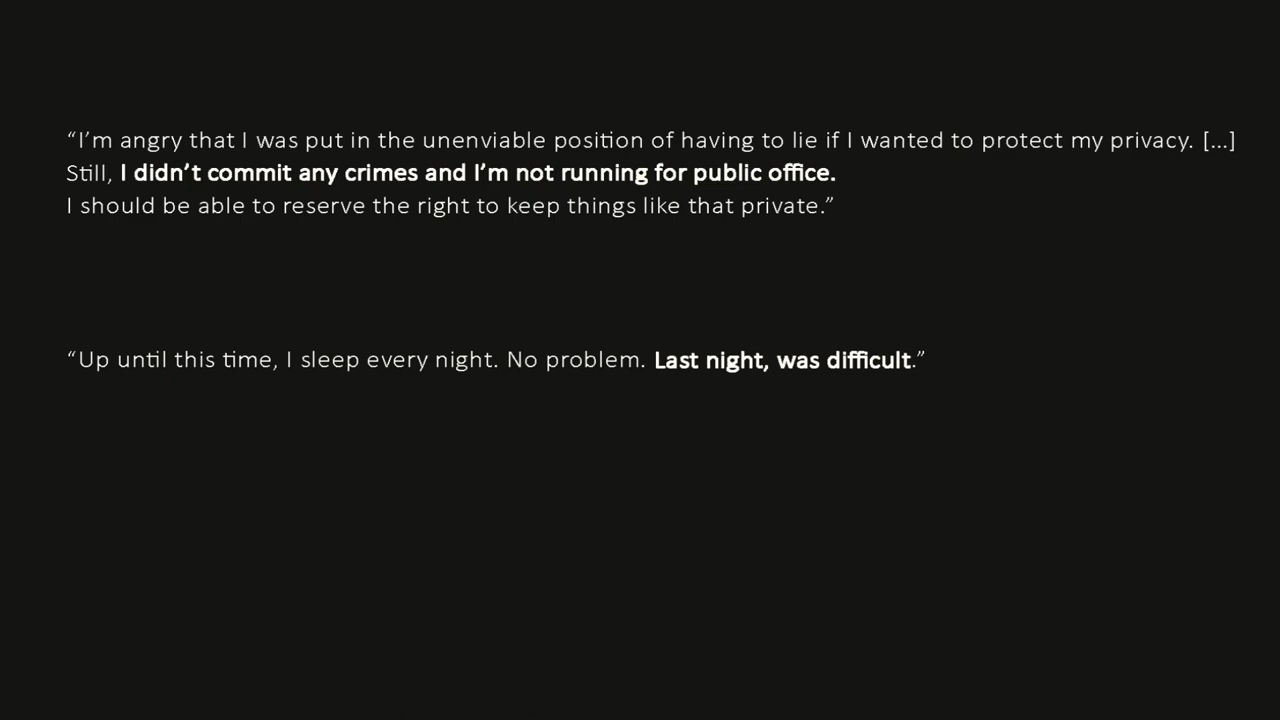 “I’m angry that I was put in the unenviable position of having to lie if I wanted to protect my privacy. [...]
Still, I didn’t commit any crimes and I’m not running for public office.
I should be able to reserve the right to keep things like that private.”
“Up until this time, I sleep every night. No problem. Last night, was difficult.”